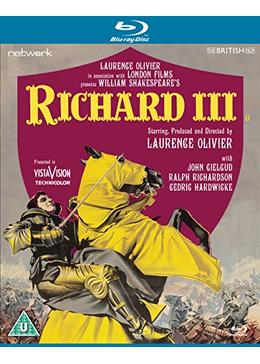 Blu-ray Disc
network
THE BRITISH FILM
LAURENCE OLIVIER
in association with LONDON FILMS
presents WILLIAM SHAKESPEARE'S
RICHARD III
U
Starring, Produced and Directed by
LAURENCE OLIVIER
with
JOHN GIELGUD
RALPH RICHARDSON
CEDRIC HARDWICKE
Presented in
VISTAVISION
TECHNICOLOR
U